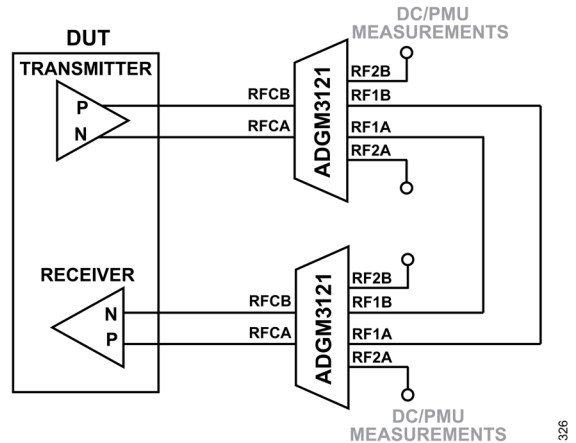 DC/PMU
MEASUREMENTS
DUT
TRANSMITTER
P
N
RFCB
RFCA
ADGM3121
RF2B
RF1B
RF1A
RF2A
RECEIVER
N
P
RFCB
RFCA
ADGM3121
RF2B
RF1B
RF1A
RF2A
DC/PMU
MEASUREMENTS
326